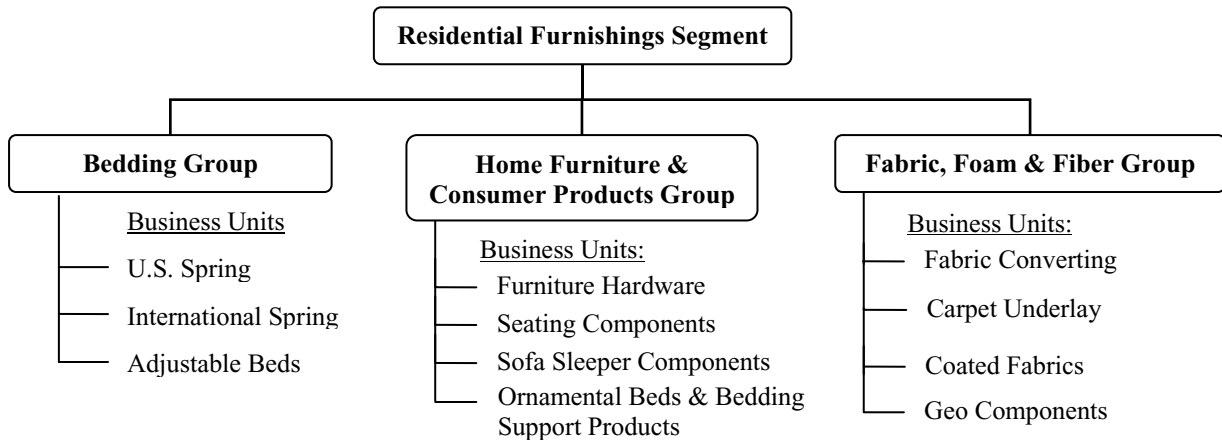 Residential Furnishings Segment
Bedding Group
Business Units
U.S. Spring
International Spring
Adjustable Beds
Home Furniture &
Consumer Products Group
Business Units:
Furniture Hardware
Seating Components
Sofa Sleeper Components
Ornamental Beds & Bedding
Support Products
Fabric, Foam & Fiber Group
Business Units:
Fabric Converting
Carpet Underlay
Coated Fabrics
Geo Components